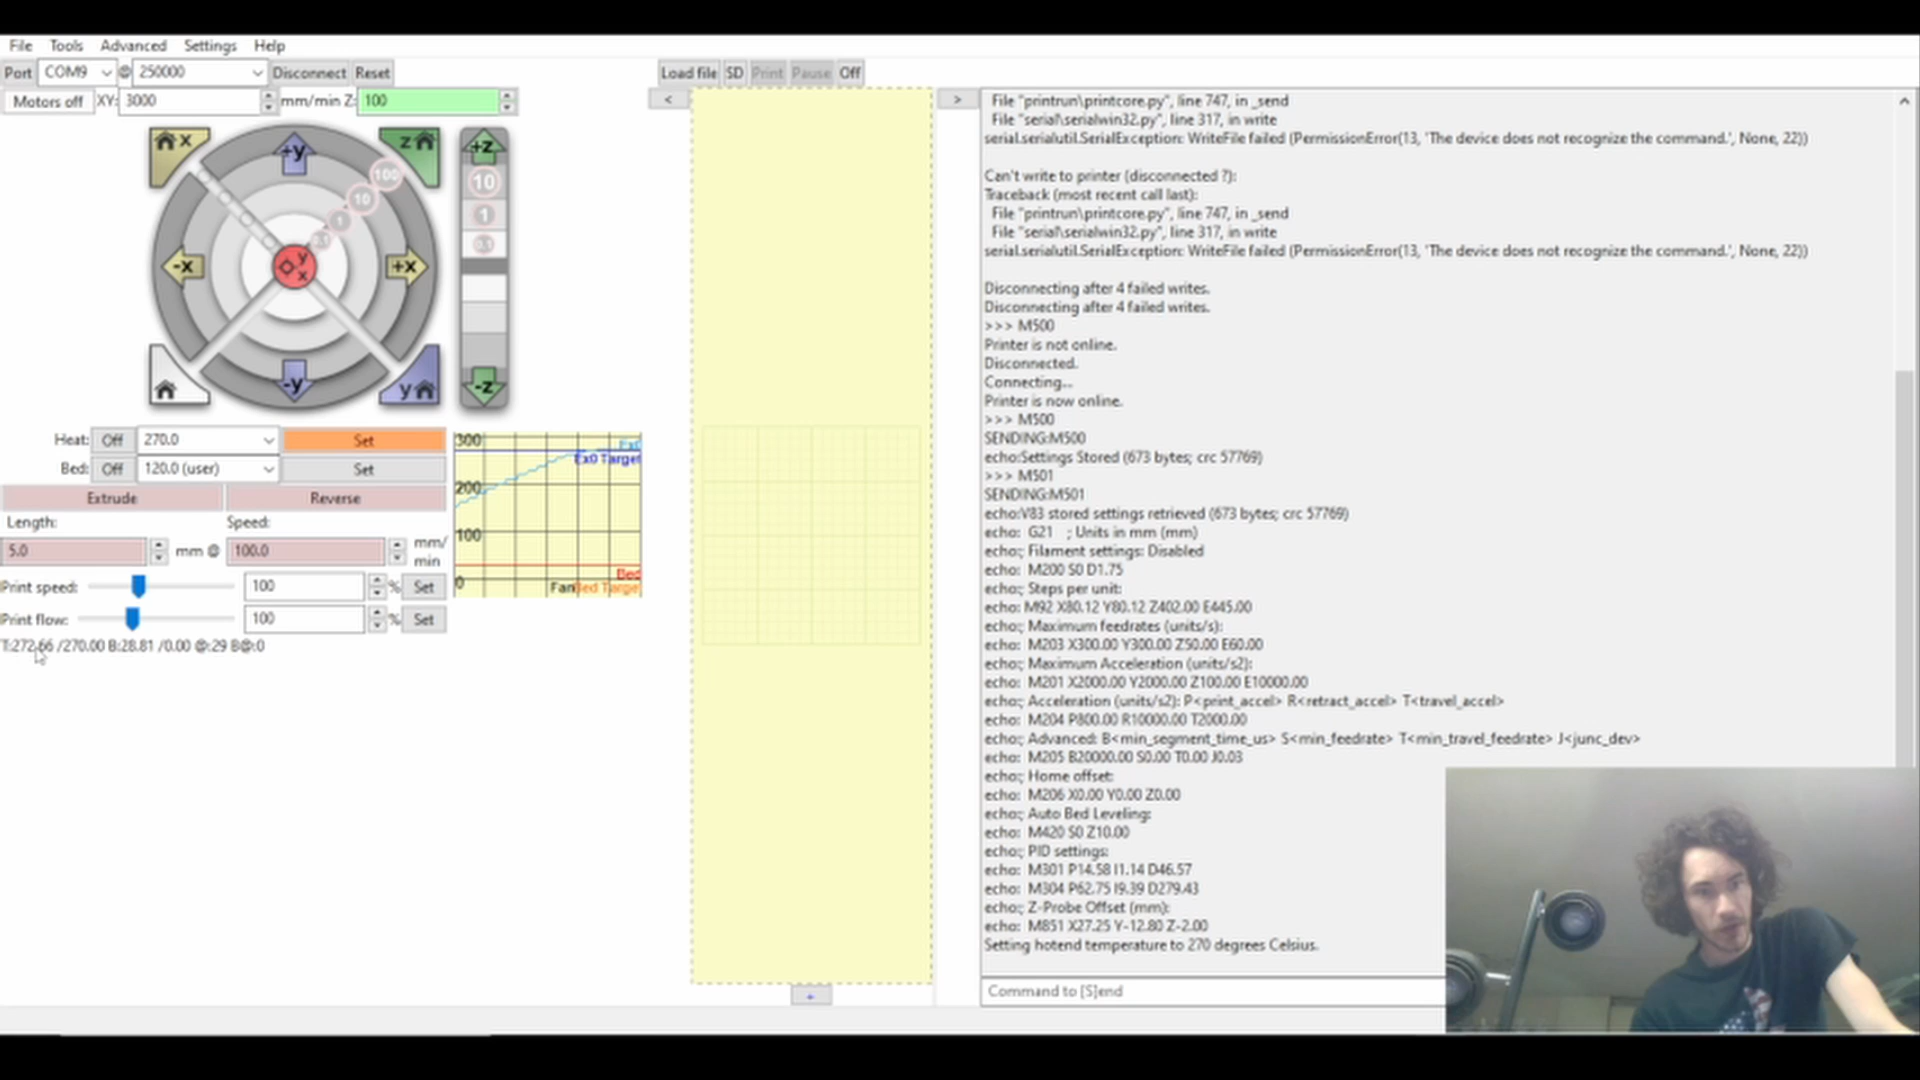 File Tools Advanced Settings Help
Port COM9 @ 250000 Disconnect Reset
Load file SD Print Pause Off
Motors off XY: 3000 mm/min Z: 100
< >
x z
+y +z
100
10
1
0.1
10
1
0.1
-x y x +x
-y -z
y
Heat: Off 270.0 Set
Bed: Off 120.0 (user) Set
Extrude Reverse
Length: Speed:
5.0 mm @ 100.0 mm/
min
Print speed: 100 % Set
Print flow: 100 % Set
T:272.66 /270.00 B:28.81 /0.00 @:29 B@:0
300 Ex0
Ex0 Target
200
100
Bed
0 Fan Bed Target
+
File "printrun\printcore.py", line 747, in _send
File "serial\serialwin32.py", line 317, in write
serial.serialutil.SerialException: WriteFile failed (PermissionError(13, 'The device does not recognize the command.', None, 22))
Can't write to printer (disconnected ?):
Traceback (most recent call last):
File "printrun\printcore.py", line 747, in _send
File "serial\serialwin32.py", line 317, in write
serial.serialutil.SerialException: WriteFile failed (PermissionError(13, 'The device does not recognize the command.', None, 22))
Disconnecting after 4 failed writes.
Disconnecting after 4 failed writes.
>>> M500
Printer is not online.
Disconnected.
Connecting...
Printer is now online.
>>> M500
SENDING:M500
echo:Settings Stored (673 bytes; crc 57769)
>>> M501
SENDING:M501
echo:V83 stored settings retrieved (673 bytes; crc 57769)
echo: G21 ; Units in mm (mm)
echo:; Filament settings: Disabled
echo: M200 S0 D1.75
echo:; Steps per unit:
echo: M92 X80.12 Y80.12 Z402.00 E445.00
echo:; Maximum feedrates (units/s):
echo: M203 X300.00 Y300.00 Z50.00 E60.00
echo:; Maximum Acceleration (units/s2):
echo: M201 X2000.00 Y2000.00 Z100.00 E10000.00
echo:; Acceleration (units/s2): P<print_accel> R<retract_accel> T<travel_accel>
echo: M204 P800.00 R10000.00 T2000.00
echo:; Advanced: B<min_segment_time_us> S<min_feedrate> T<min_travel_feedrate> J<junc_dev>
echo: M205 B20000.00 S0.00 T0.00 J0.03
echo:; Home offset:
echo: M206 X0.00 Y0.00 Z0.00
echo:; Auto Bed Leveling:
echo: M420 S0 Z10.00
echo:; PID settings:
echo: M301 P14.58 I1.14 D46.57
echo: M304 P62.75 I9.39 D279.43
echo:; Z-Probe Offset (mm):
echo: M851 X27.25 Y-12.80 Z-2.00
Setting hotend temperature to 270 degrees Celsius.
Command to [S]end